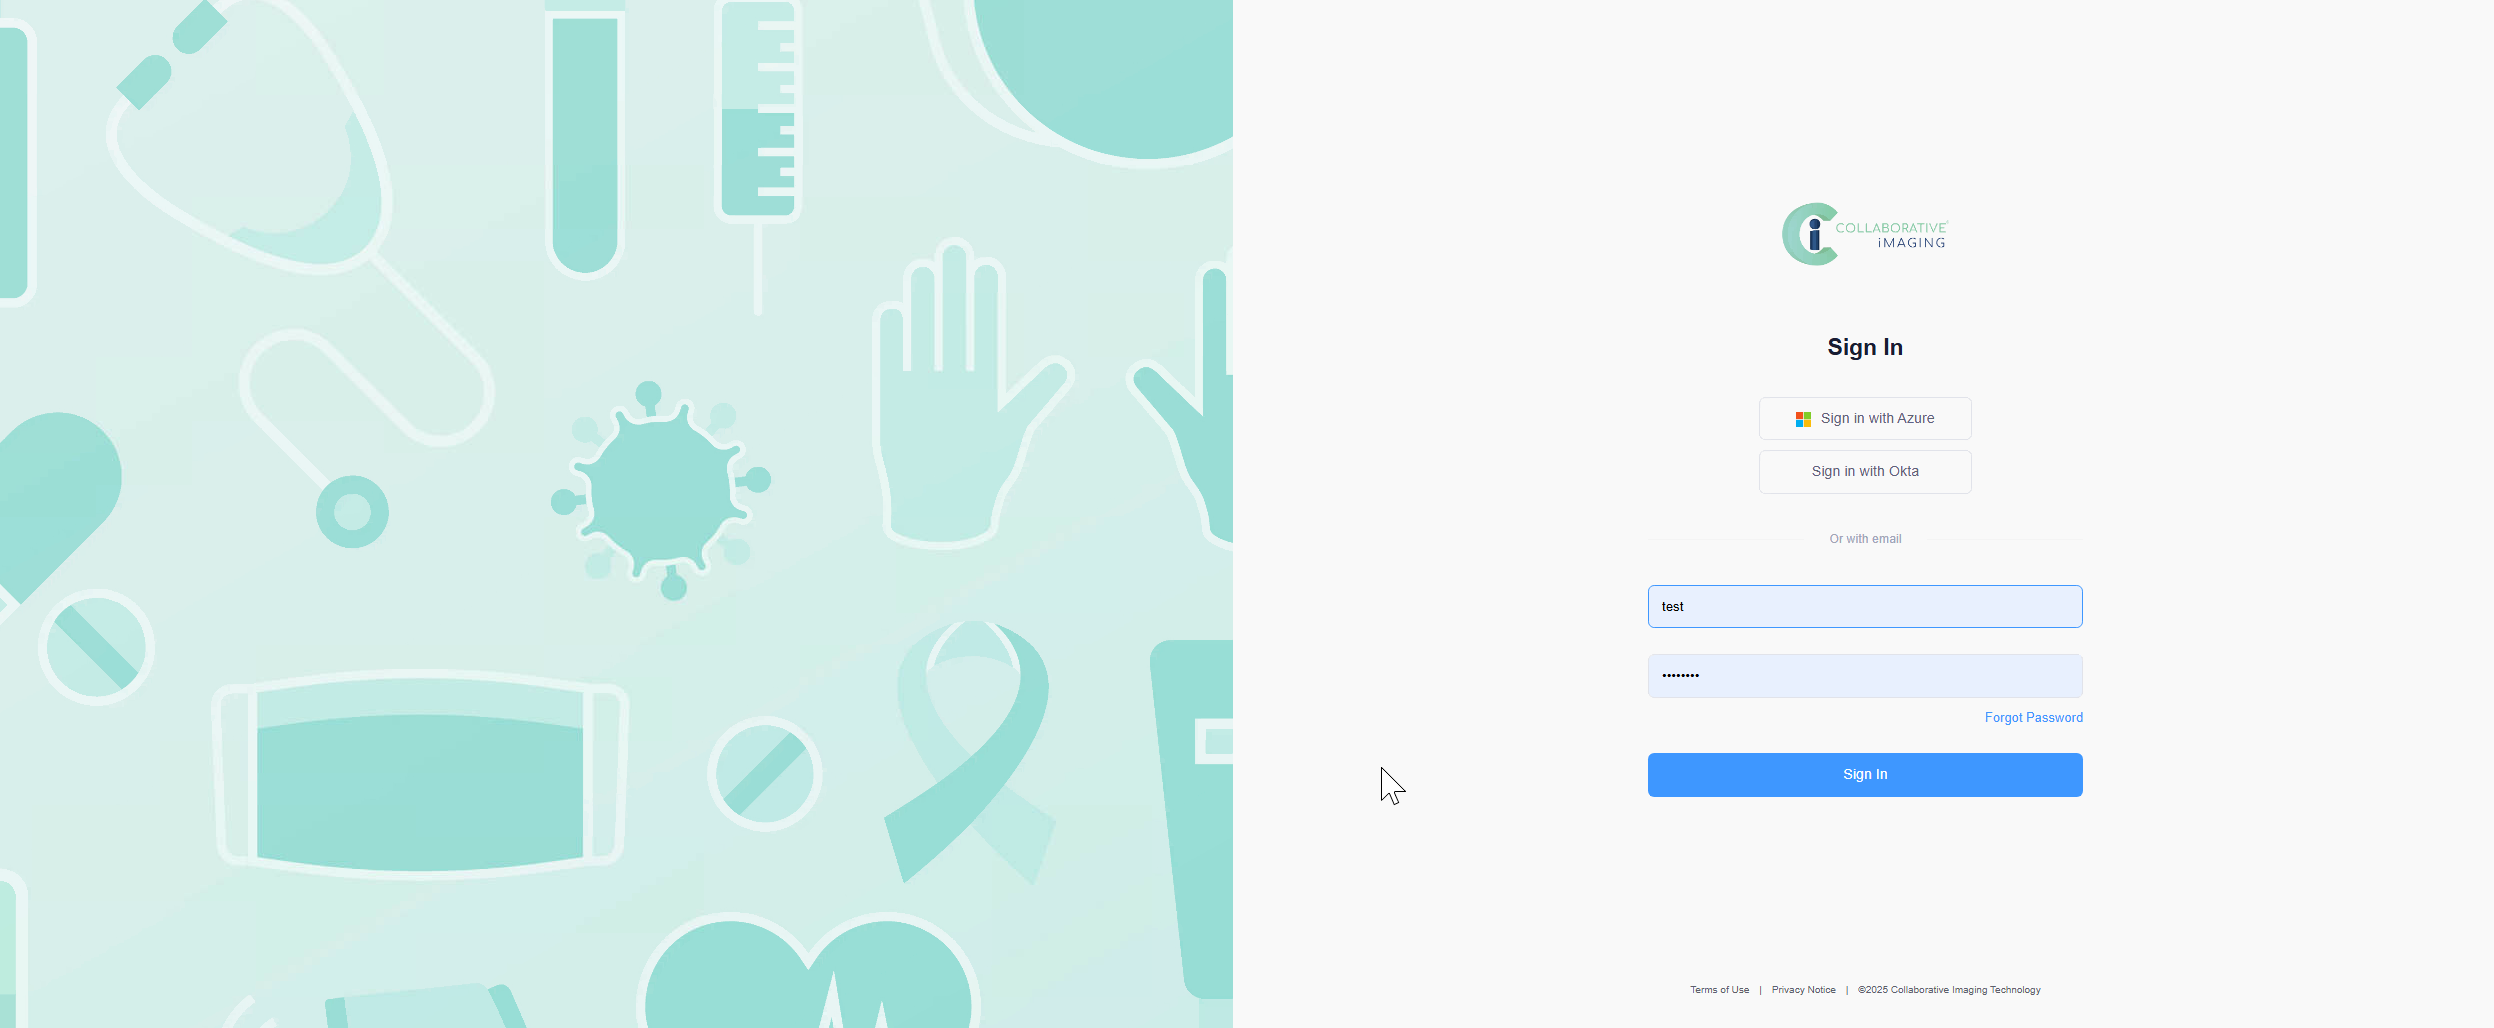 COLLABORATIVE
iMAGING
Sign In
Sign in with Azure
Sign in with Okta
Or with email
test
••••••••
Forgot Password
Sign In
Terms of Use | Privacy Notice | ©2025 Collaborative Imaging Technology